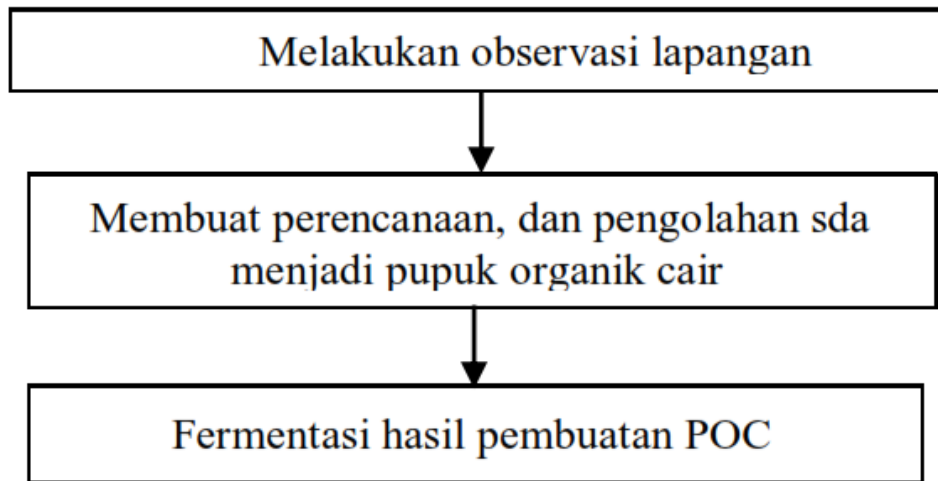 Melakukan observasi lapangan
Membuat perencanaan, dan pengolahan sda
menjadi pupuk organik cair
Fermentasi hasil pembuatan POC